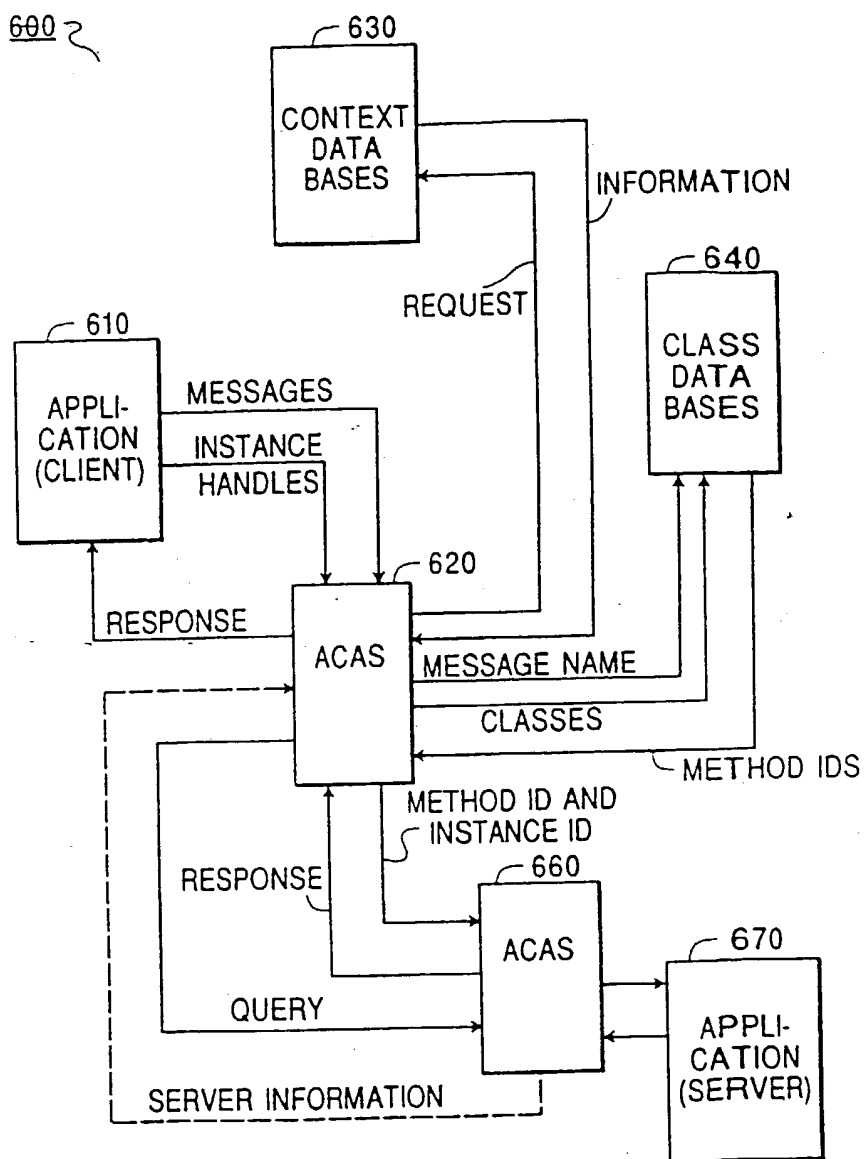 600
630
CONTEXT
DATA
BASES
INFORMATION
640
REQUEST
CLASS
DATA
BASES
610
APPLI-
CATION
(CLIENT)
MESSAGES
INSTANCE
HANDLES
620
RESPONSE
ACAS
MESSAGE NAME
CLASSES
METHOD IDS
METHOD ID AND
INSTANCE ID
RESPONSE
660
ACAS
670
QUERY
APPLI-
CATION
(SERVER)
SERVER INFORMATION